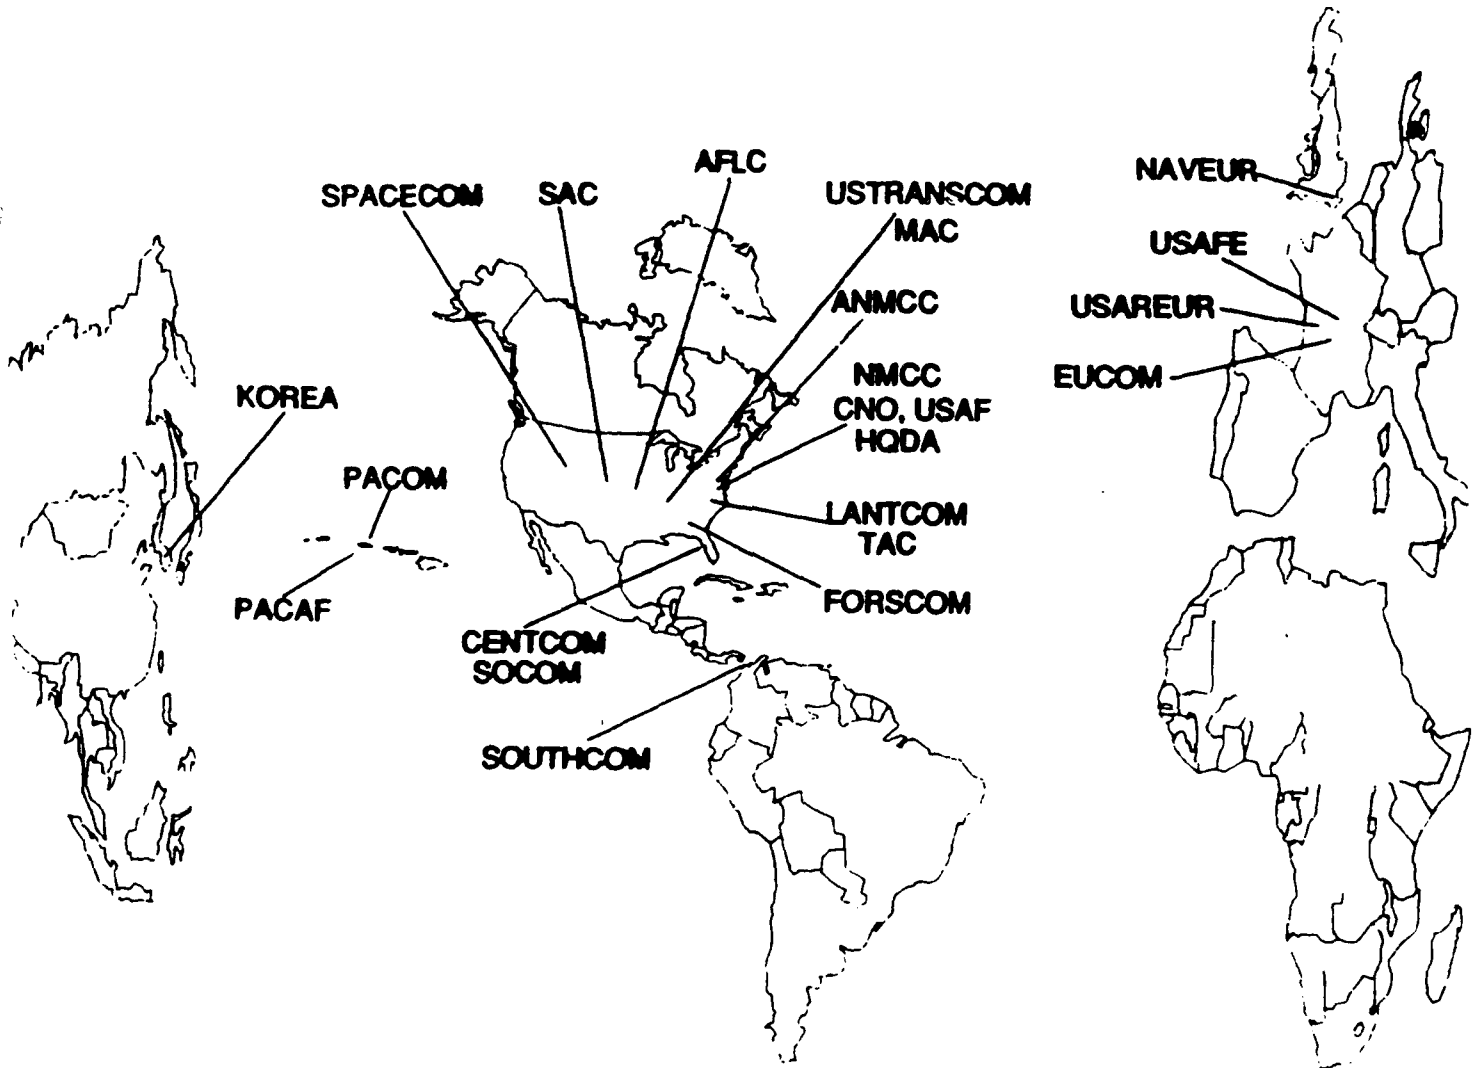 AFLC
SPACECOM
SAC
USTRANSCOM
MAC
ANMCC
NMCC
CNO, USAF
HQDA
LANTCOM
TAC
FORSCOM
KOREA
PACOM
PACAF
CENTCOM
SOCOM
SOUTHCOM
NAVEUR
USAFE
USAREUR
EUCOM